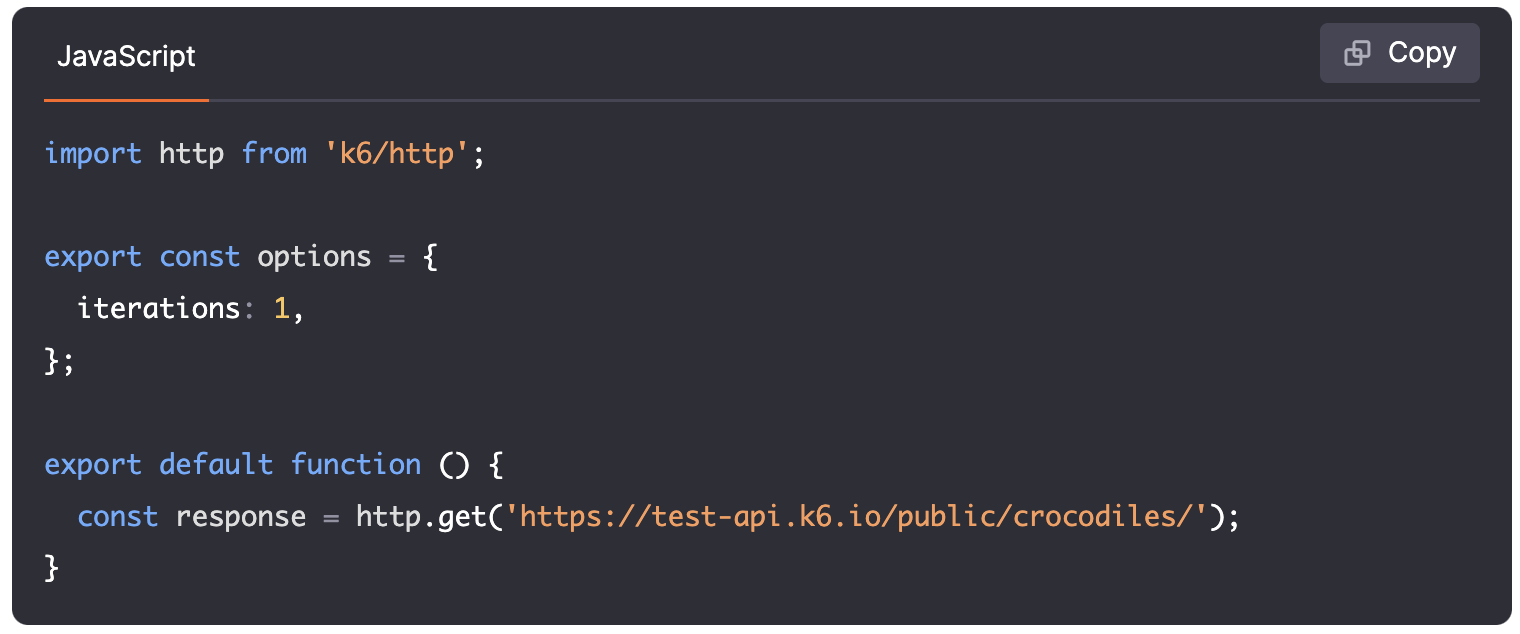 JavaScript
Copy
import http from 'k6/http';
export const options = {
  iterations: 1,
};
export default function () {
  const response = http.get('https://test-api.k6.io/public/crocodiles/');
}